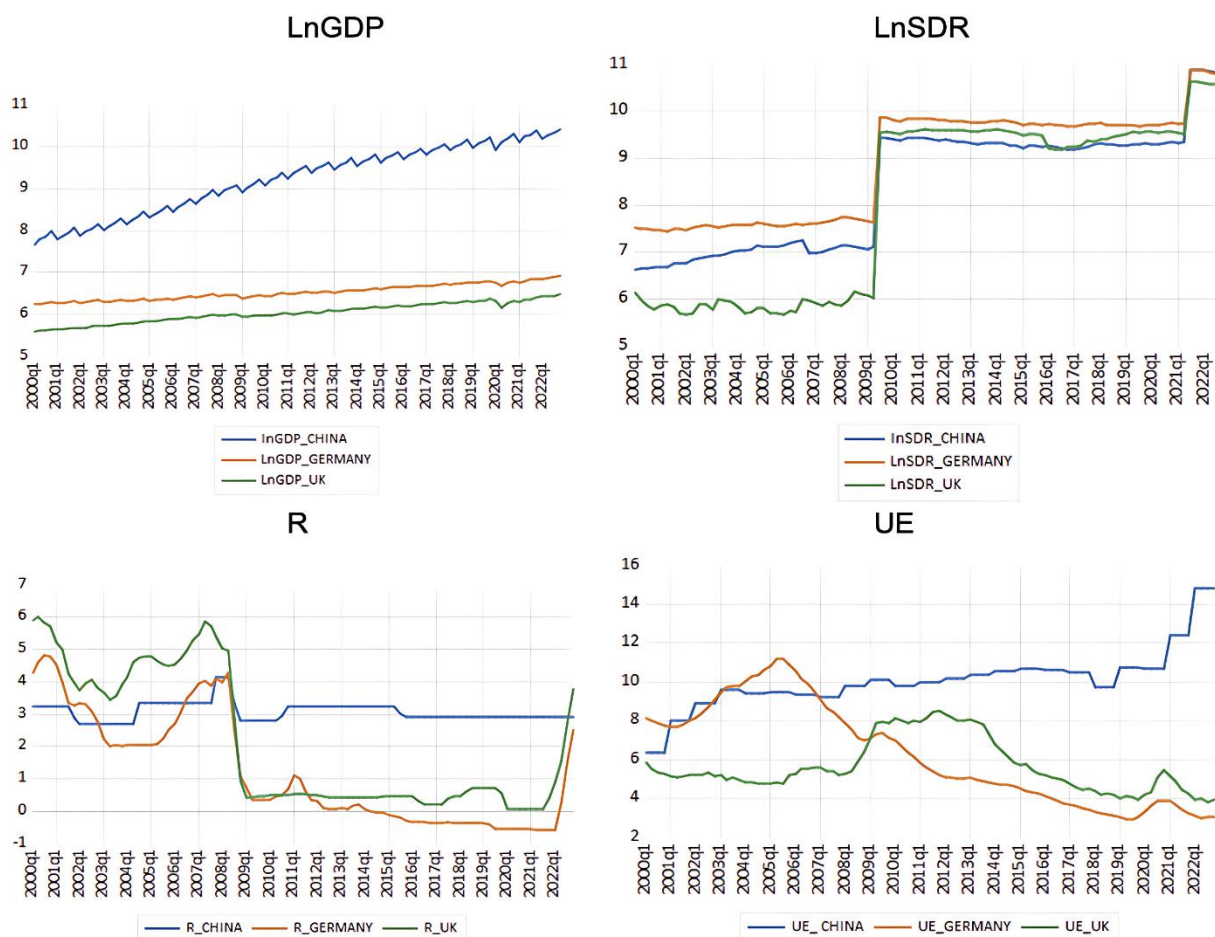 LnGDP
11
10
9
8
7
6
5
2000q1
2001q1
2002q1
2003q1
2004q1
2005q1
2006q1
2007q1
2008q1
2009q1
2010q1
2011q1
2012q1
2013q1
2014q1
2015q1
2016q1
2017q1
2018q1
2019q1
2020q1
2021q1
2022q1
lnGDP_CHINA
LnGDP_GERMANY
LnGDP_UK
LnSDR
11
10
9
8
7
6
5
2000q1
2001q1
2002q1
2003q1
2004q1
2005q1
2006q1
2007q1
2008q1
2009q1
2010q1
2011q1
2012q1
2013q1
2014q1
2015q1
2016q1
2017q1
2018q1
2019q1
2020q1
2021q1
2022q1
lnSDR_CHINA
LnSDR_GERMANY
LnSDR_UK
R
7
6
5
4
3
2
1
0
-1
2000q1
2001q1
2002q1
2003q1
2004q1
2005q1
2006q1
2007q1
2008q1
2009q1
2010q1
2011q1
2012q1
2013q1
2014q1
2015q1
2016q1
2017q1
2018q1
2019q1
2020q1
2021q1
2022q1
R_CHINA R_GERMANY R_UK
UE
16
14
12
10
8
6
4
2
2000q1
2001q1
2002q1
2003q1
2004q1
2005q1
2006q1
2007q1
2008q1
2009q1
2010q1
2011q1
2012q1
2013q1
2014q1
2015q1
2016q1
2017q1
2018q1
2019q1
2020q1
2021q1
2022q1
UE_ CHINA UE_GERMANY UE_UK